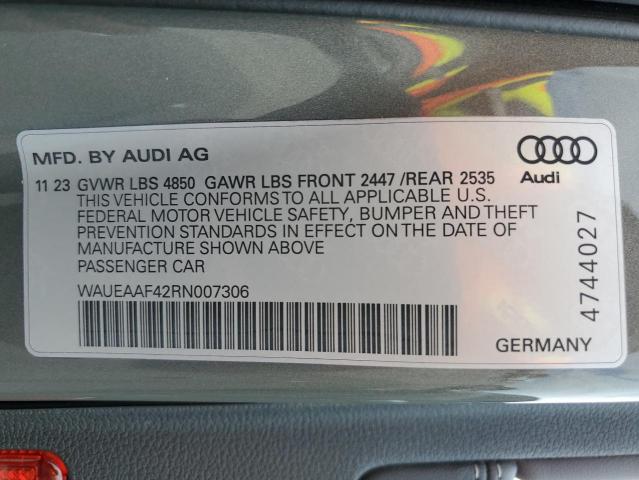 MFD. BY AUDI AG
Audi
11 23 GVWR LBS 4850 GAWR LBS FRONT 2447 /REAR 2535
THIS VEHICLE CONFORMS TO ALL APPLICABLE U.S.
FEDERAL MOTOR VEHICLE SAFETY, BUMPER AND THEFT
PREVENTION STANDARDS IN EFFECT ON THE DATE OF
MANUFACTURE SHOWN ABOVE
PASSENGER CAR
WAUEAAF42RN007306
GERMANY
4744027